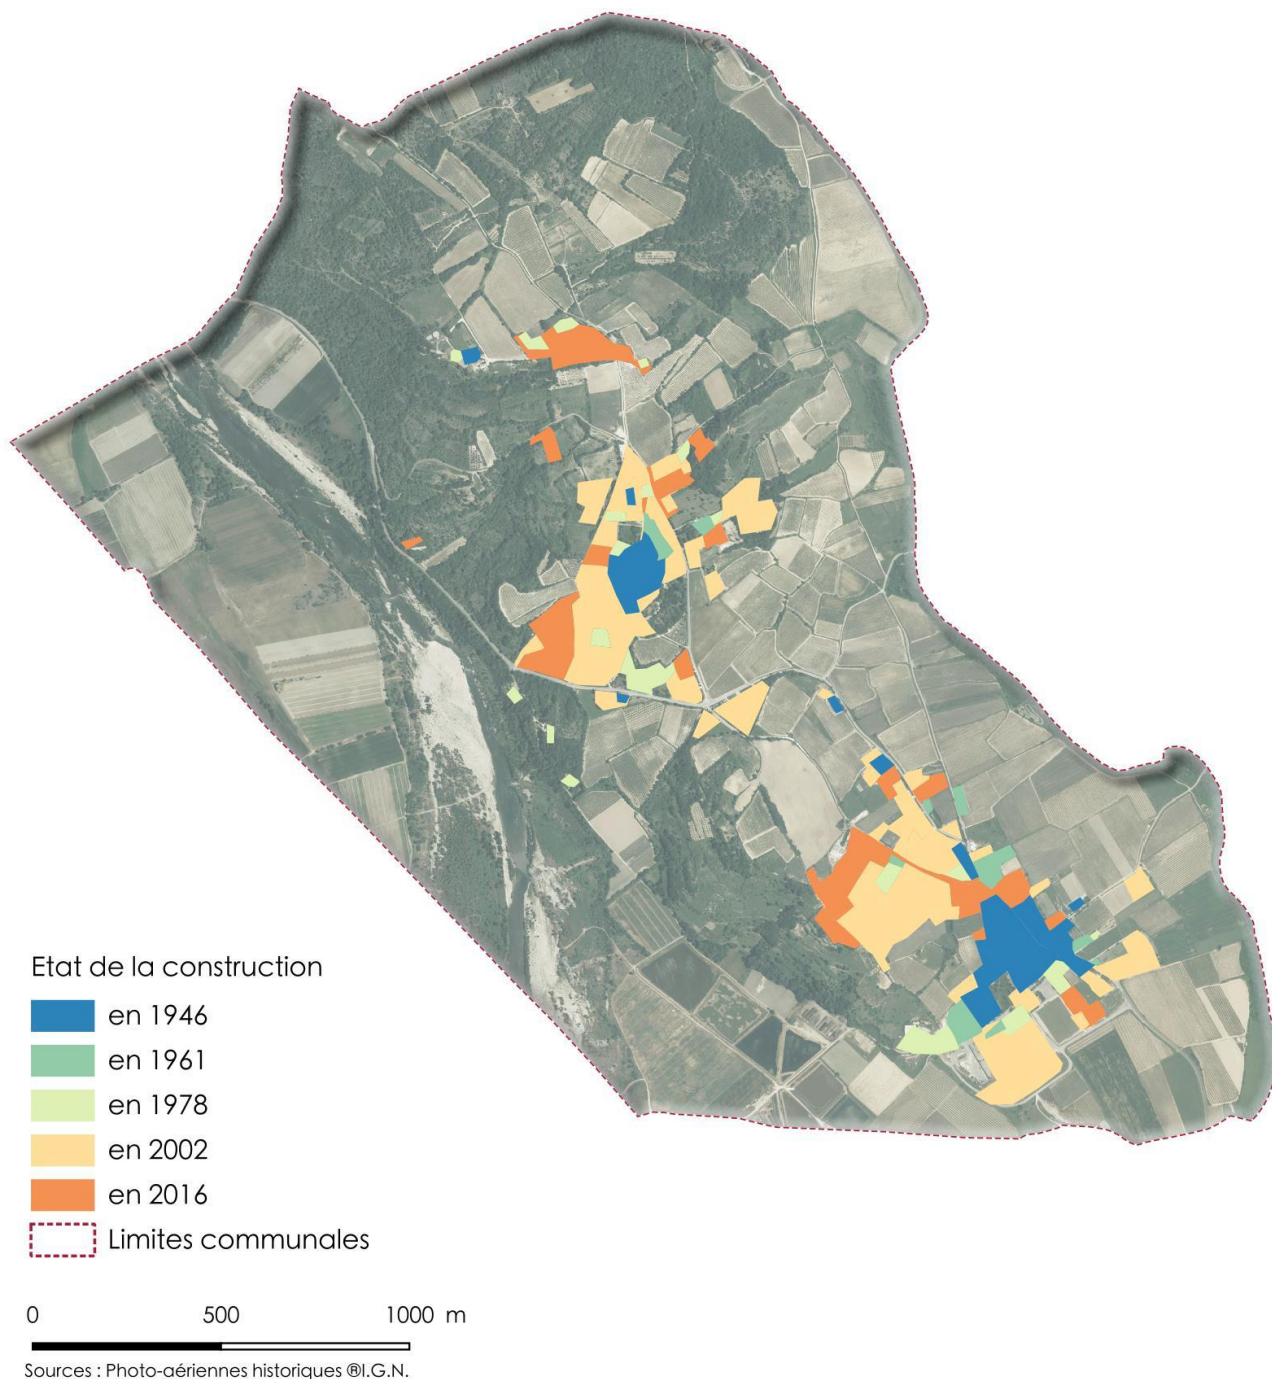 Etat de la construction
en 1946
en 1961
en 1978
en 2002
en 2016
Limites communales
0 500 1000 m
Sources : Photo-aériennes historiques ®I.G.N.